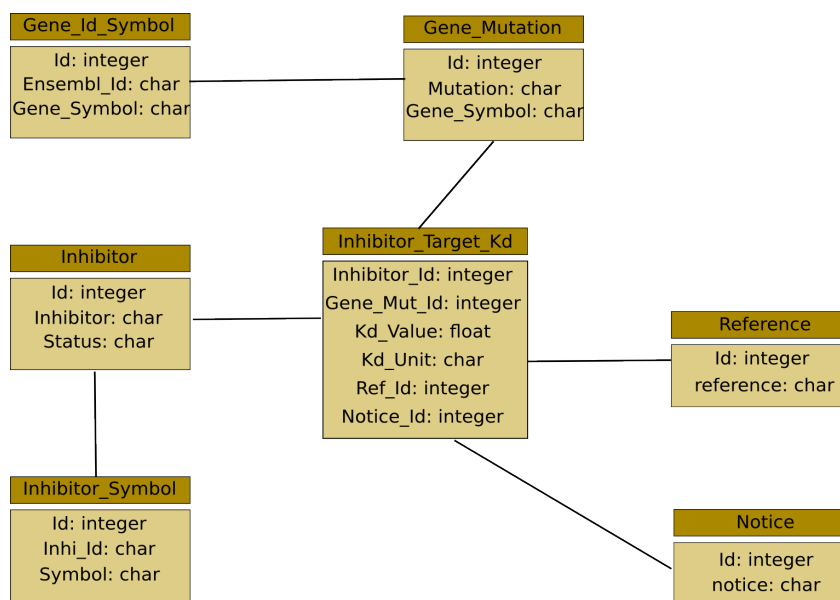 Gene_Id_Symbol
Id: integer
Ensembl_Id: char
Gene_Symbol: char
Gene_Mutation
Id: integer
Mutation: char
Gene_Symbol: char
Inhibitor_Target_Kd
Inhibitor_Id: integer
Gene_Mut_Id: integer
Kd_Value: float
Kd_Unit: char
Ref_Id: integer
Notice_Id: integer
Inhibitor
Id: integer
Inhibitor: char
Status: char
Reference
Id: integer
reference: char
Inhibitor_Symbol
Id: integer
Inhi_Id: char
Symbol: char
Notice
Id: integer
notice: char